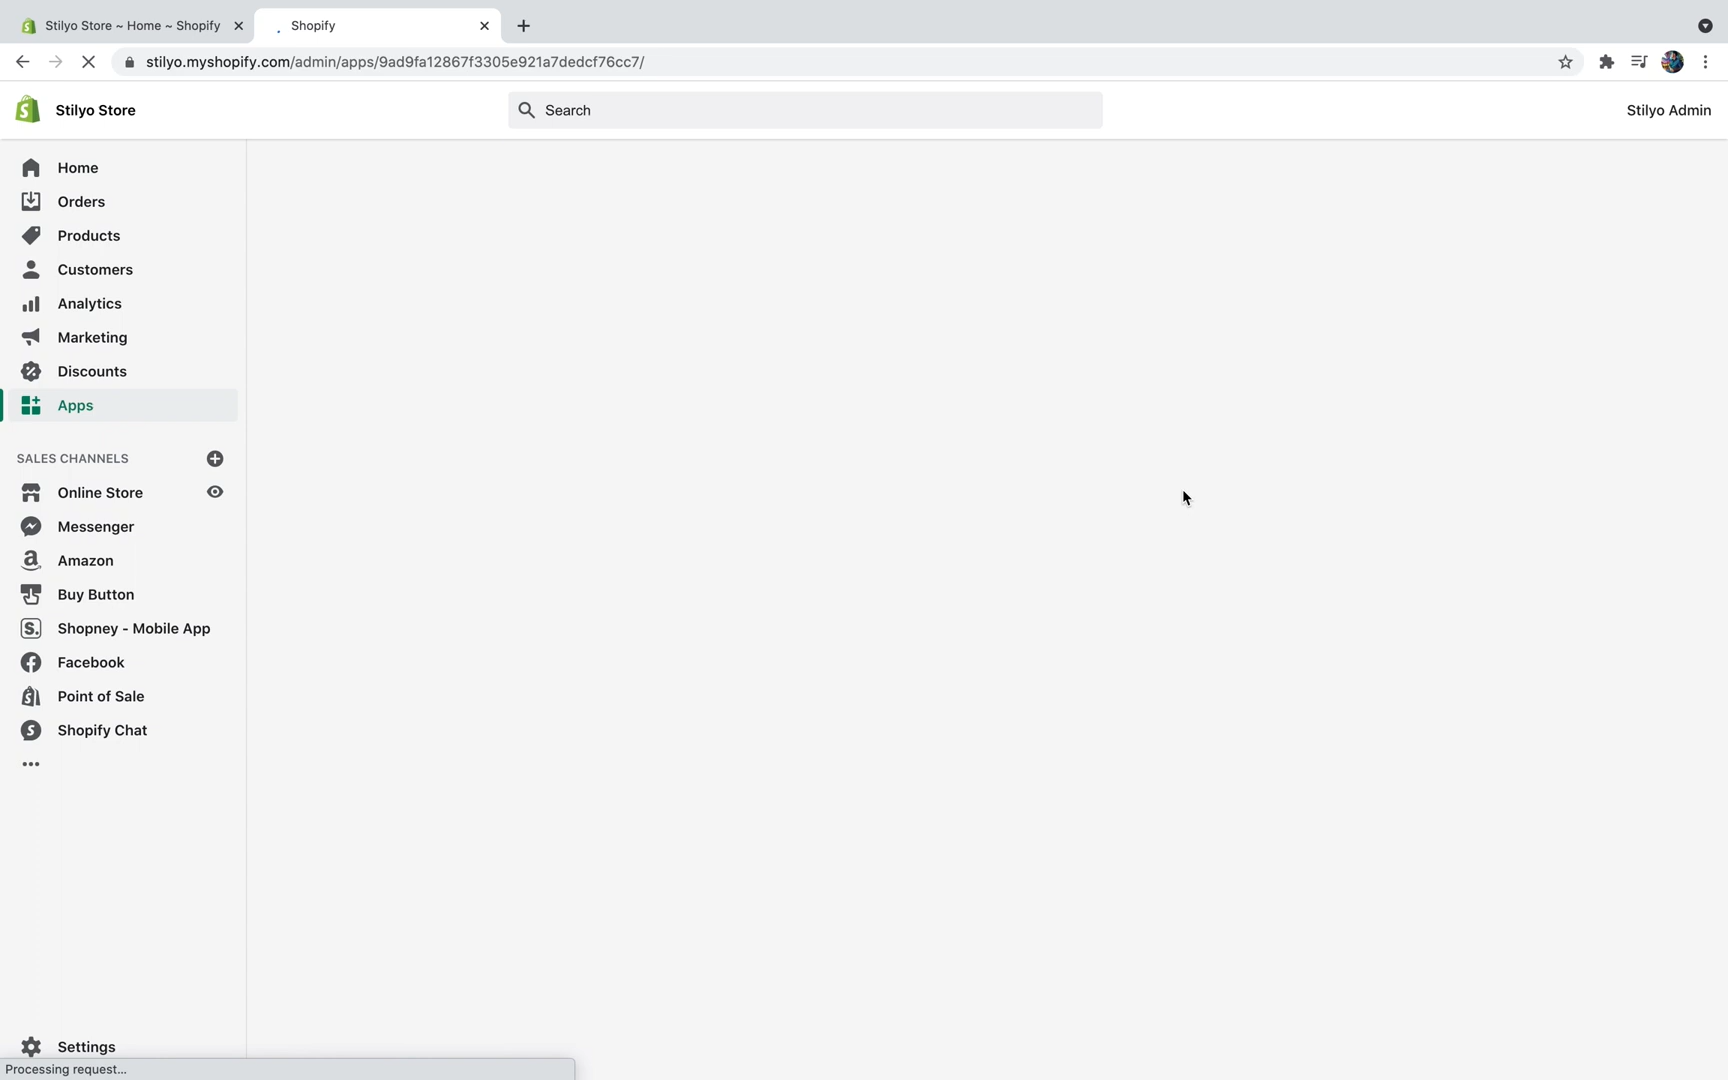 Stilyo Store ~ Home ~ Shopify
Shopify
stilyo.myshopify.com/admin/apps/9ad9fa12867f3305e921a7dedcf76cc7/
Stilyo Store
Search
Stilyo Admin
Home
Orders
Products
Customers
Analytics
Marketing
Discounts
Apps
SALES CHANNELS
Online Store
Messenger
Amazon
Buy Button
Shopney - Mobile App
Facebook
Point of Sale
Shopify Chat
Settings
Processing request...